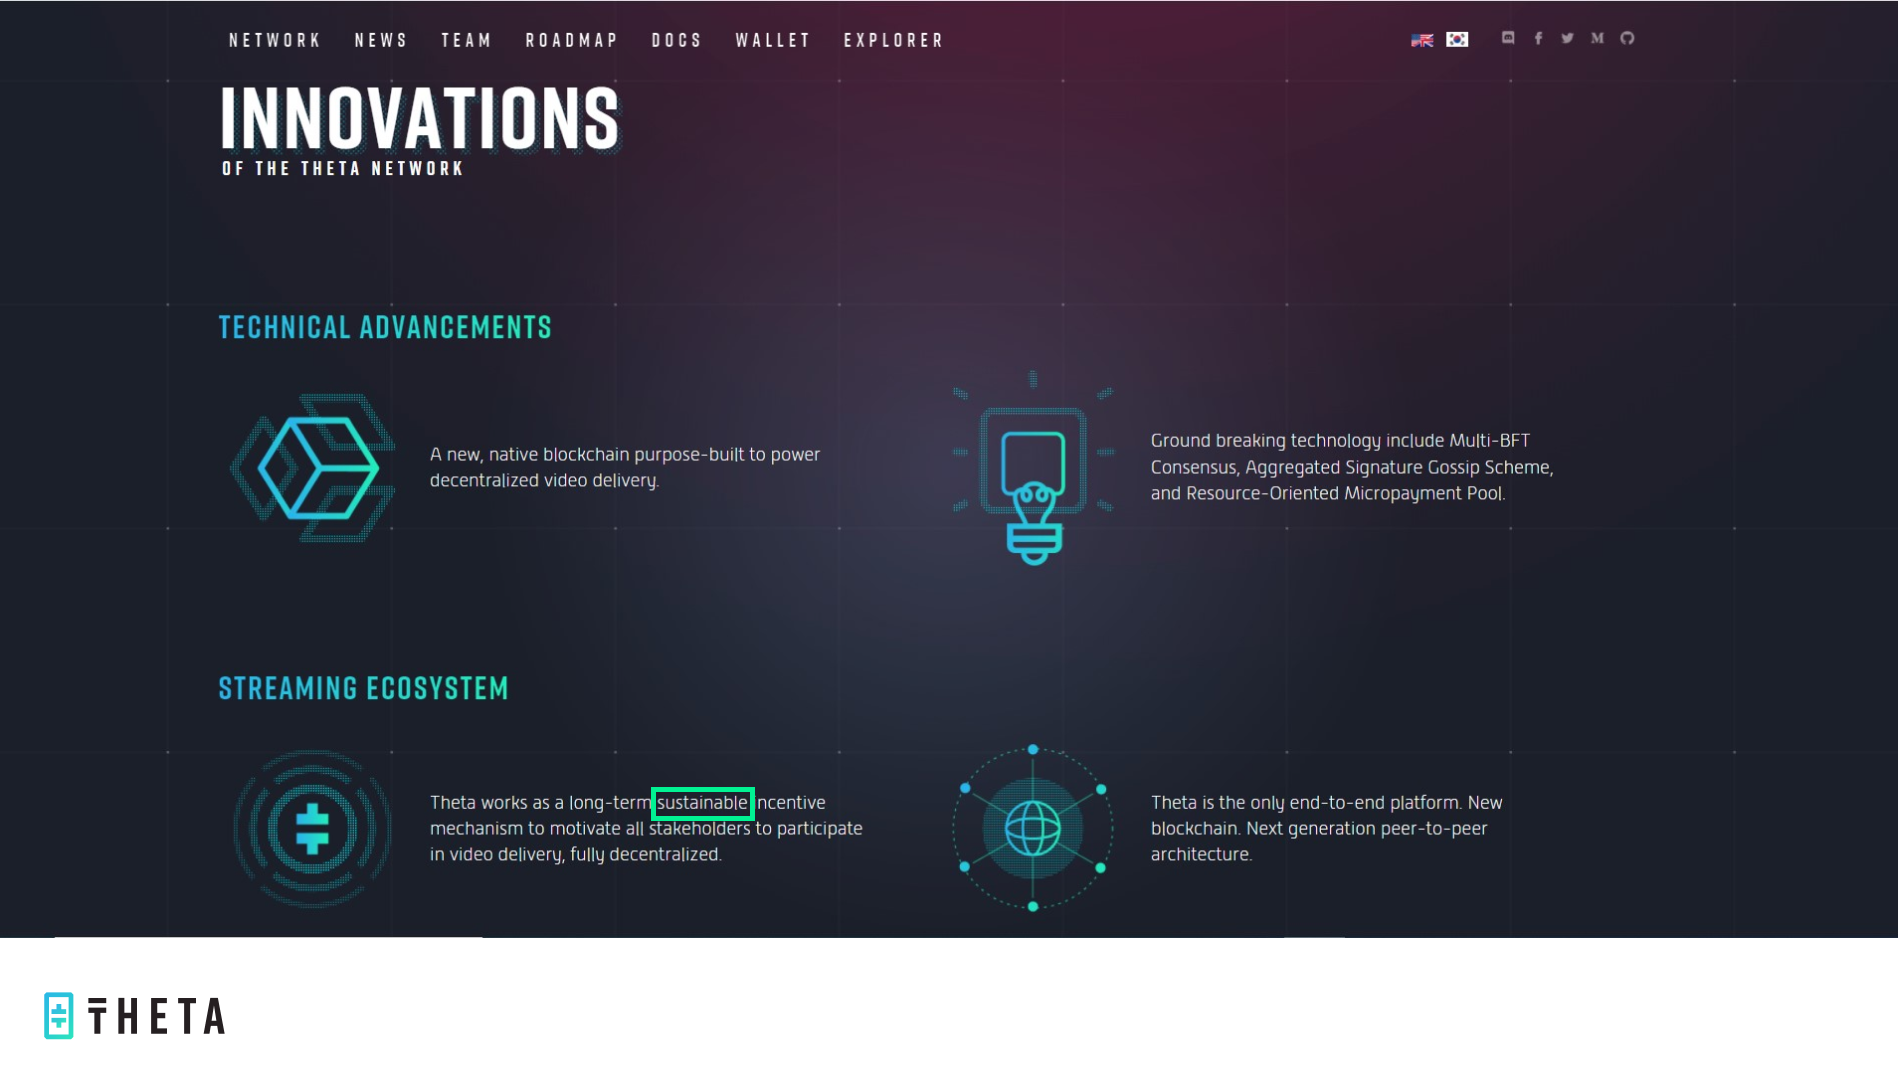 NETWORK NEWS TEAM ROADMAP DOCS WALLET EXPLORER
INNOVATIONS
OF THE THETA NETWORK
TECHNICAL ADVANCEMENTS
A new, native blockchain purpose-built to power
decentralized video delivery.
Ground breaking technology include Multi-BFT
Consensus, Aggregated Signature Gossip Scheme,
and Resource-Oriented Micropayment Pool.
STREAMING ECOSYSTEM
Theta works as a long-term sustainable incentive
mechanism to motivate all stakeholders to participate
in video delivery, fully decentralized.
Theta is the only end-to-end platform. New
blockchain. Next generation peer-to-peer
architecture.
THETA